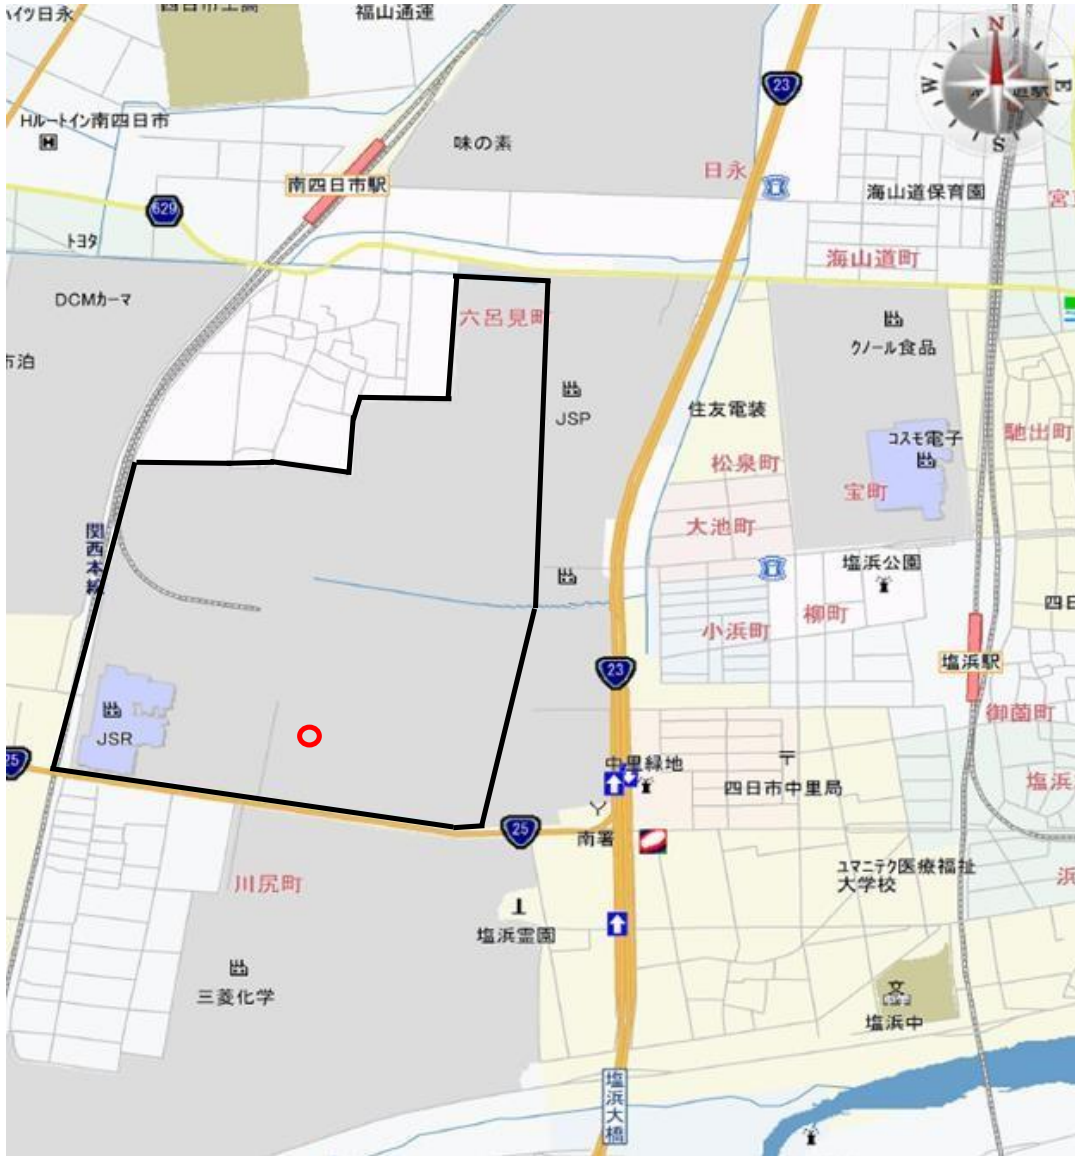 ハイツ日永
福山通運
23
N
W
E
S
Hルートイン南四日市
H
味の素
南四日市駅
日永
海山道保育園
629
トヨタ
海山道町
DCMカーマ
六呂見町
クノール食品
市泊
JSP
住友電装
コスモ電子
馳出町
松泉町
宝町
大池町
関西本線
塩浜公園
四日
柳町
小浜町
塩浜駅
23
御薗町
JSR
25
中里緑地
四日市中里局
塩浜
25
南署
川尻町
ユマニテク医療福祉
大学校
浜
塩浜霊園
三菱化学
塩浜中
塩浜大橋